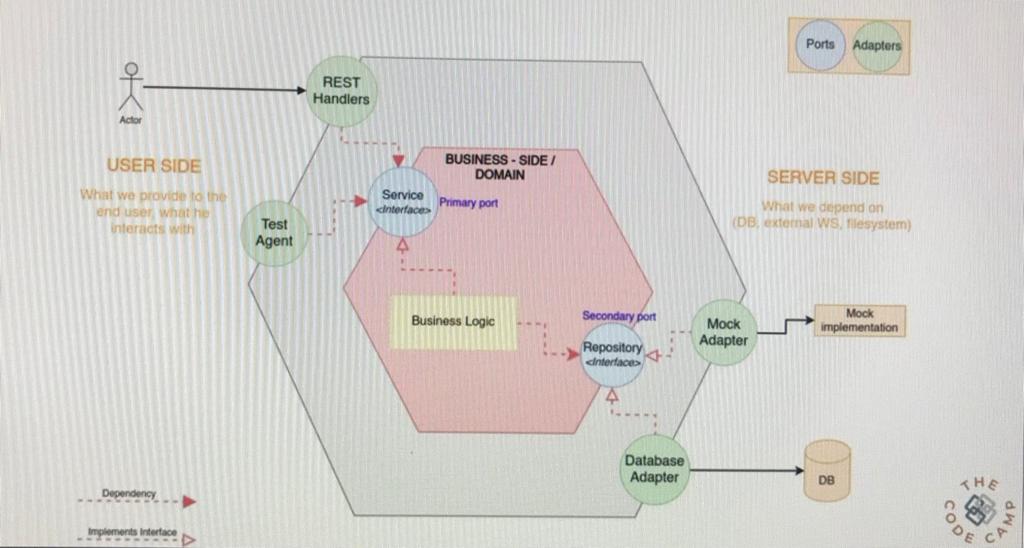 Ports
Adapters
REST
Handlers
Actor
USER SIDE
What we provide to the
end user, what he
interacts with
BUSINESS - SIDE /
DOMAIN
Service
<Interface>
Primary port
Test
Agent
SERVER SIDE
What we depend on
(DB, external WS, filesystem)
Business Logic
Secondary port
Repository
<Interface>
Mock
Adapter
Mock
implementation
Database
Adapter
DB
Dependency
Implements Interface
THE
CODE CAMP